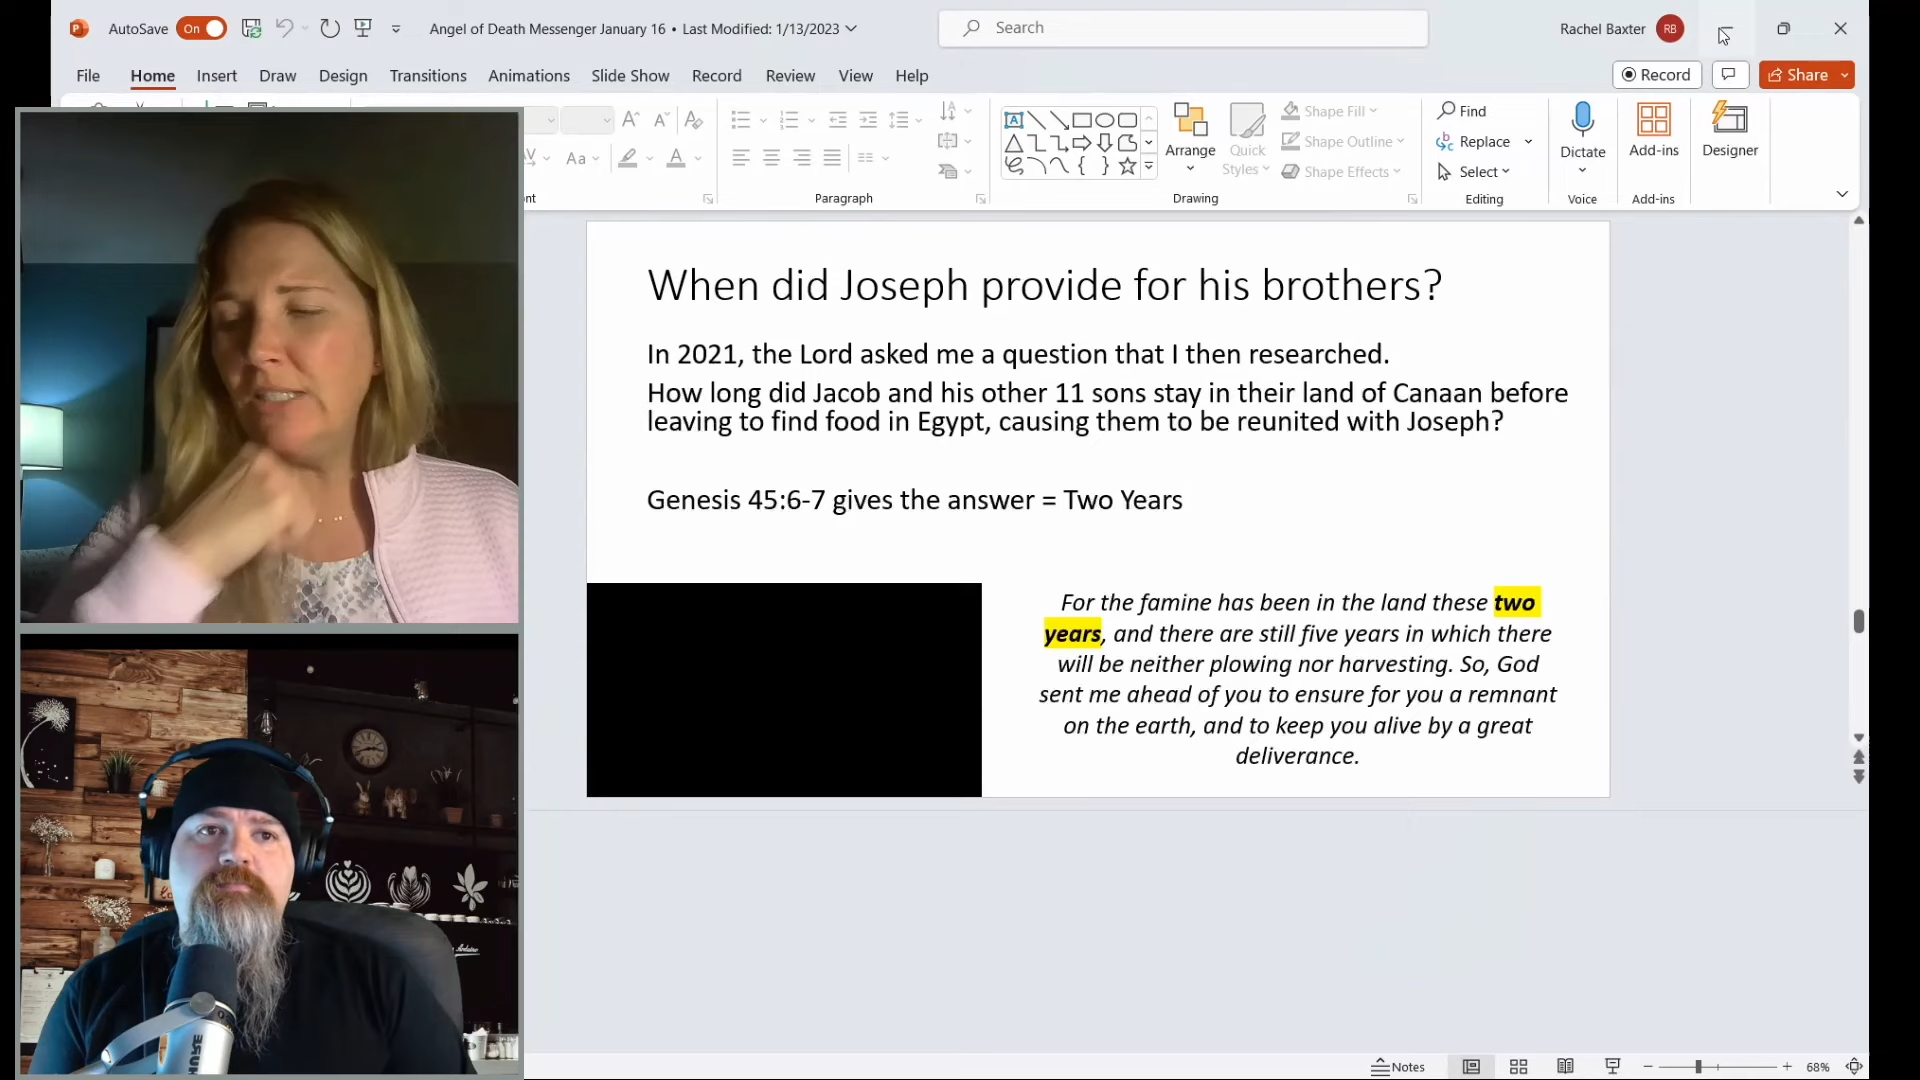 AutoSave
On
Angel of Death Messenger January 16 • Last Modified: 1/13/2023
Search
Rachel Baxter
RB
File
Home
Insert
Draw
Design
Transitions
Animations
Slide Show
Record
Review
View
Help
Record
Share
Aa
A
Arrange
Quick
Styles
Shape Fill
Shape Outline
Shape Effects
Find
Replace
Select
Dictate
Add-ins
Designer
nt
Paragraph
Drawing
Editing
Voice
Add-ins
When did Joseph provide for his brothers?
In 2021, the Lord asked me a question that I then researched.
How long did Jacob and his other 11 sons stay in their land of Canaan before
leaving to find food in Egypt, causing them to be reunited with Joseph?
Genesis 45:6-7 gives the answer = Two Years
For the famine has been in the land these two
years, and there are still five years in which there
will be neither plowing nor harvesting. So, God
sent me ahead of you to ensure for you a remnant
on the earth, and to keep you alive by a great
deliverance.
SHURE
Notes
68%